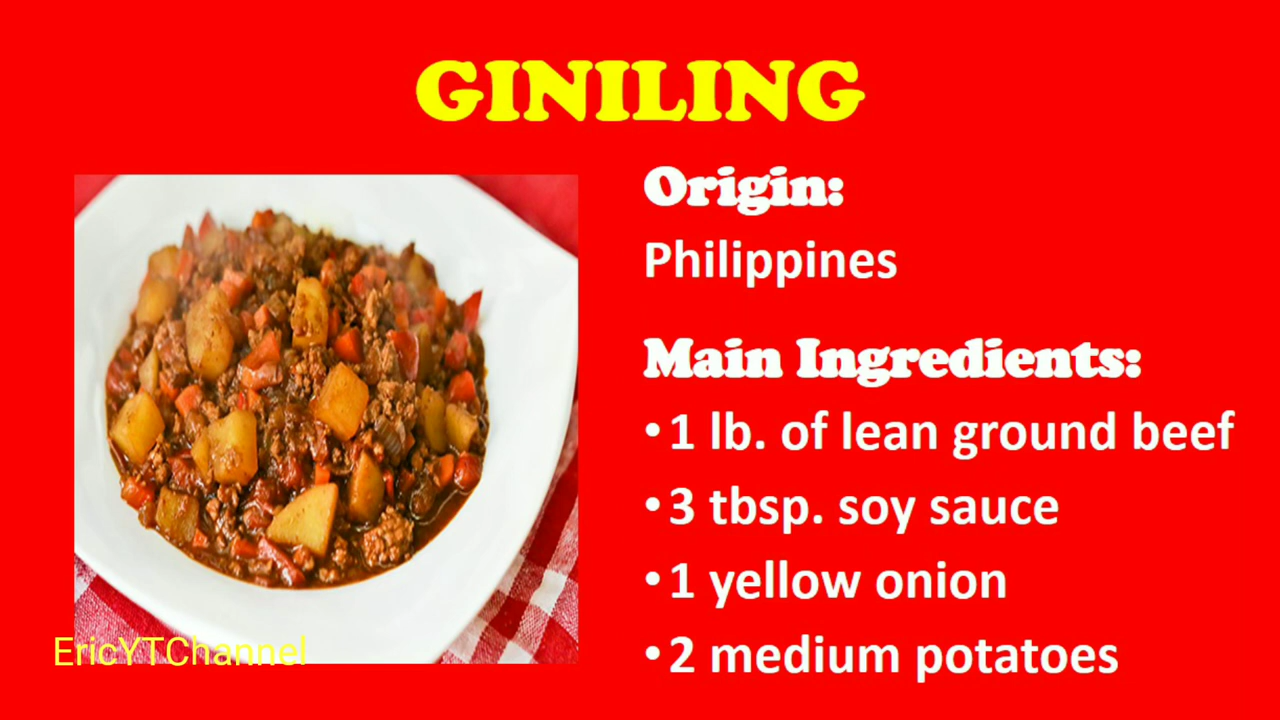 GINILING
Origin:
Philippines
Main Ingredients:
•1 lb. of lean ground beef
•3 tbsp. soy sauce
•1 yellow onion
•2 medium potatoes
EricYTChannel